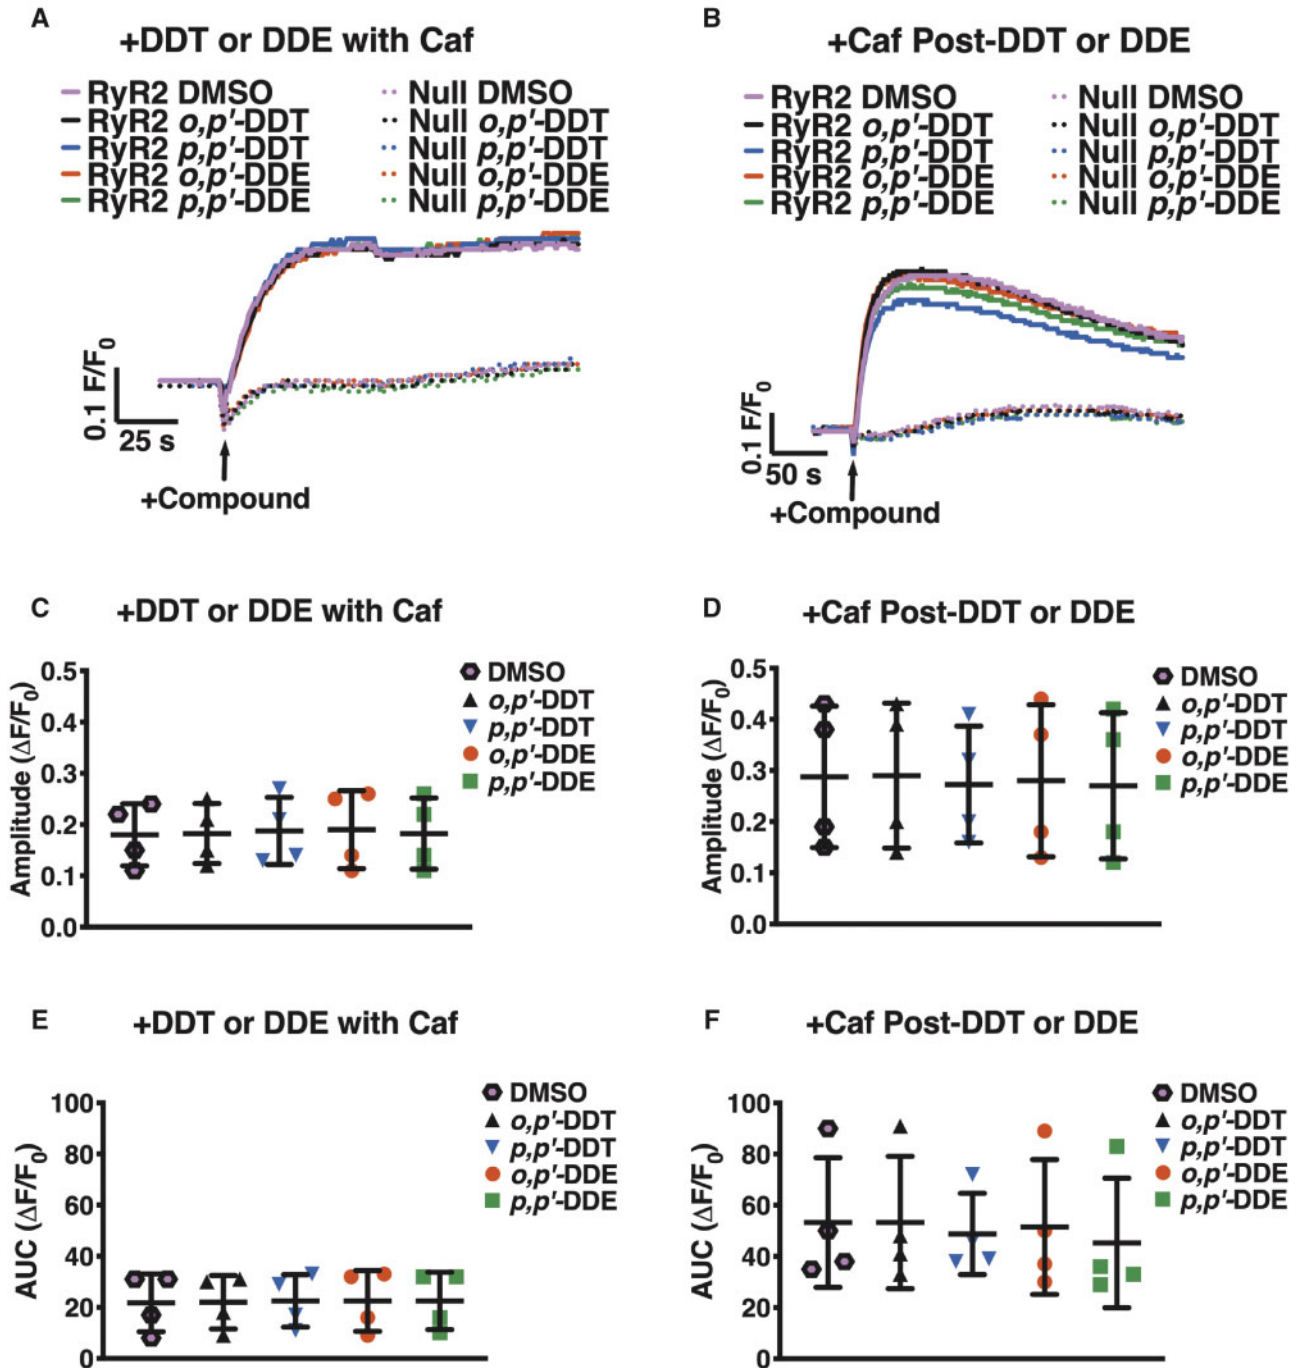 A
+DDT or DDE with Caf
RyR2 DMSO
RyR2 o,p'-DDT
RyR2 p,p'-DDT
RyR2 o,p'-DDE
RyR2 p,p'-DDE
Null DMSO
Null o,p'-DDT
Null p,p'-DDT
Null o,p'-DDE
Null p,p'-DDE
0.1 F/F0
25 s
+Compound
B
+Caf Post-DDT or DDE
RyR2 DMSO
RyR2 o,p'-DDT
RyR2 p,p'-DDT
RyR2 o,p'-DDE
RyR2 p,p'-DDE
Null DMSO
Null o,p'-DDT
Null p,p'-DDT
Null o,p'-DDE
Null p,p'-DDE
0.1 F/F0
50 s
+Compound
C
+DDT or DDE with Caf
Amplitude (ΔF/F0)
0.5
0.4
0.3
0.2
0.1
0.0
DMSO
o,p'-DDT
p,p'-DDT
o,p'-DDE
p,p'-DDE
D
+Caf Post-DDT or DDE
Amplitude (ΔF/F0)
0.5
0.4
0.3
0.2
0.1
0.0
DMSO
o,p'-DDT
p,p'-DDT
o,p'-DDE
p,p'-DDE
E
+DDT or DDE with Caf
AUC (ΔF/F0)
100
80
60
40
20
0
DMSO
o,p'-DDT
p,p'-DDT
o,p'-DDE
p,p'-DDE
F
+Caf Post-DDT or DDE
AUC (ΔF/F0)
100
80
60
40
20
0
DMSO
o,p'-DDT
p,p'-DDT
o,p'-DDE
p,p'-DDE